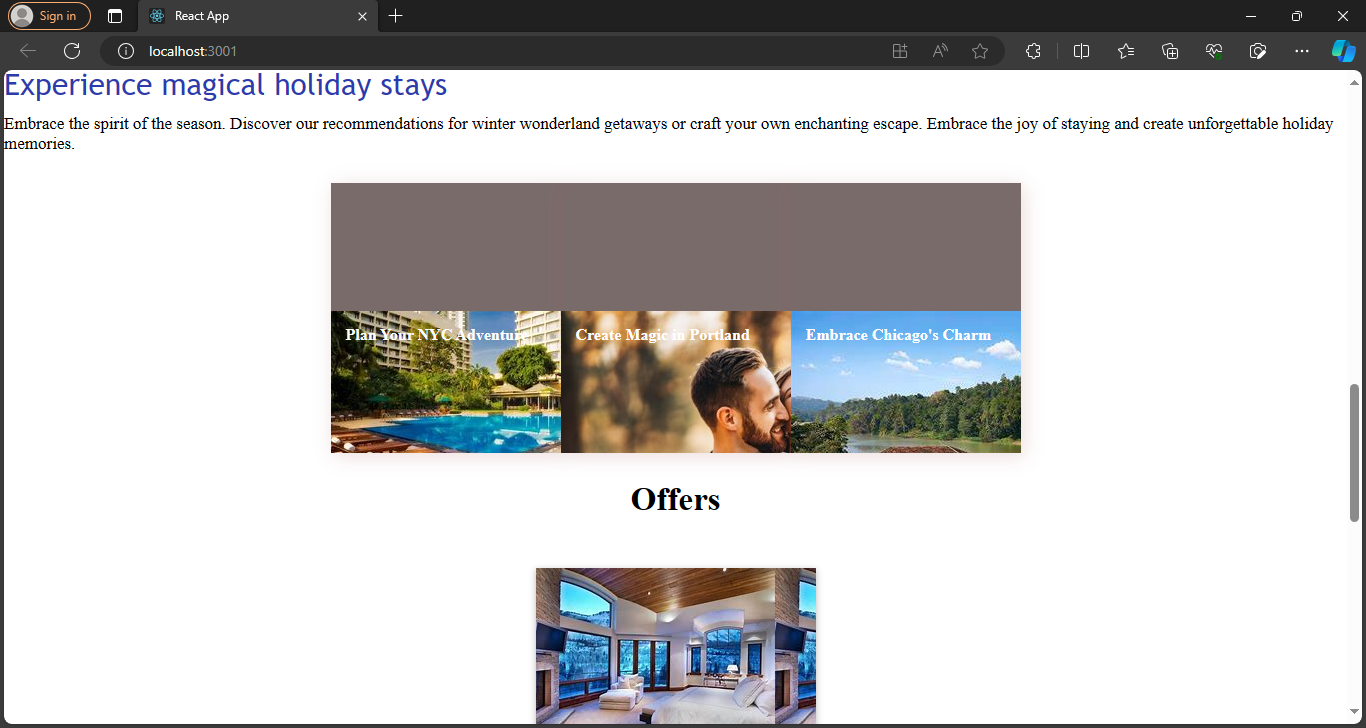 Sign in
React App
localhost:3001
Experience magical holiday stays
Embrace the spirit of the season. Discover our recommendations for winter wonderland getaways or craft your own enchanting escape. Embrace the joy of staying and create unforgettable holiday
memories.
Plan Your NYC Adventure
Create Magic in Portland
Embrace Chicago's Charm
Offers